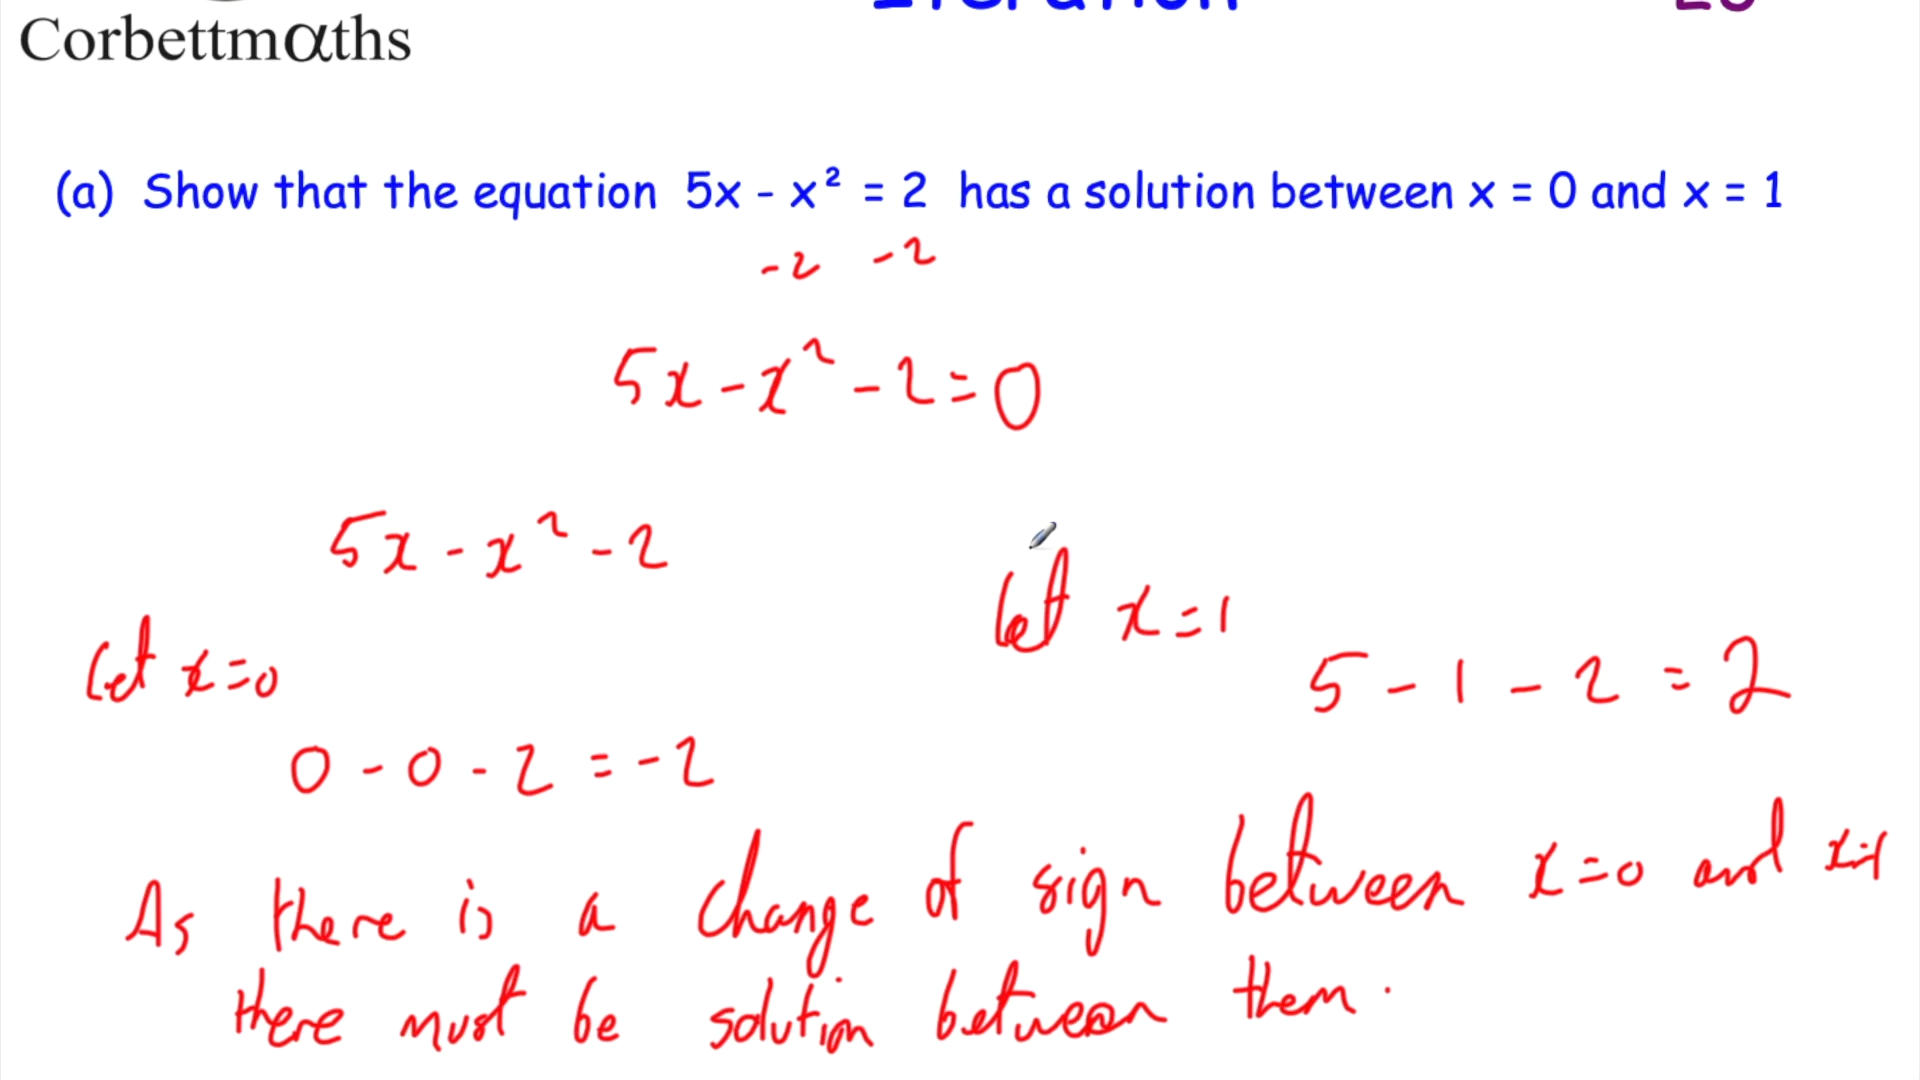 Iteration
Corbettmαths
(a) Show that the equation 5x - x² = 2 has a solution between x = 0 and x = 1
-2 -2
5x - x² - 2 = 0
5x - x² - 2
Let x = 0
0 - 0 - 2 = -2
Let x = 1
5 - 1 - 2 = 2
As there is a change of sign between x = 0 and x=1
there must be solution between them.